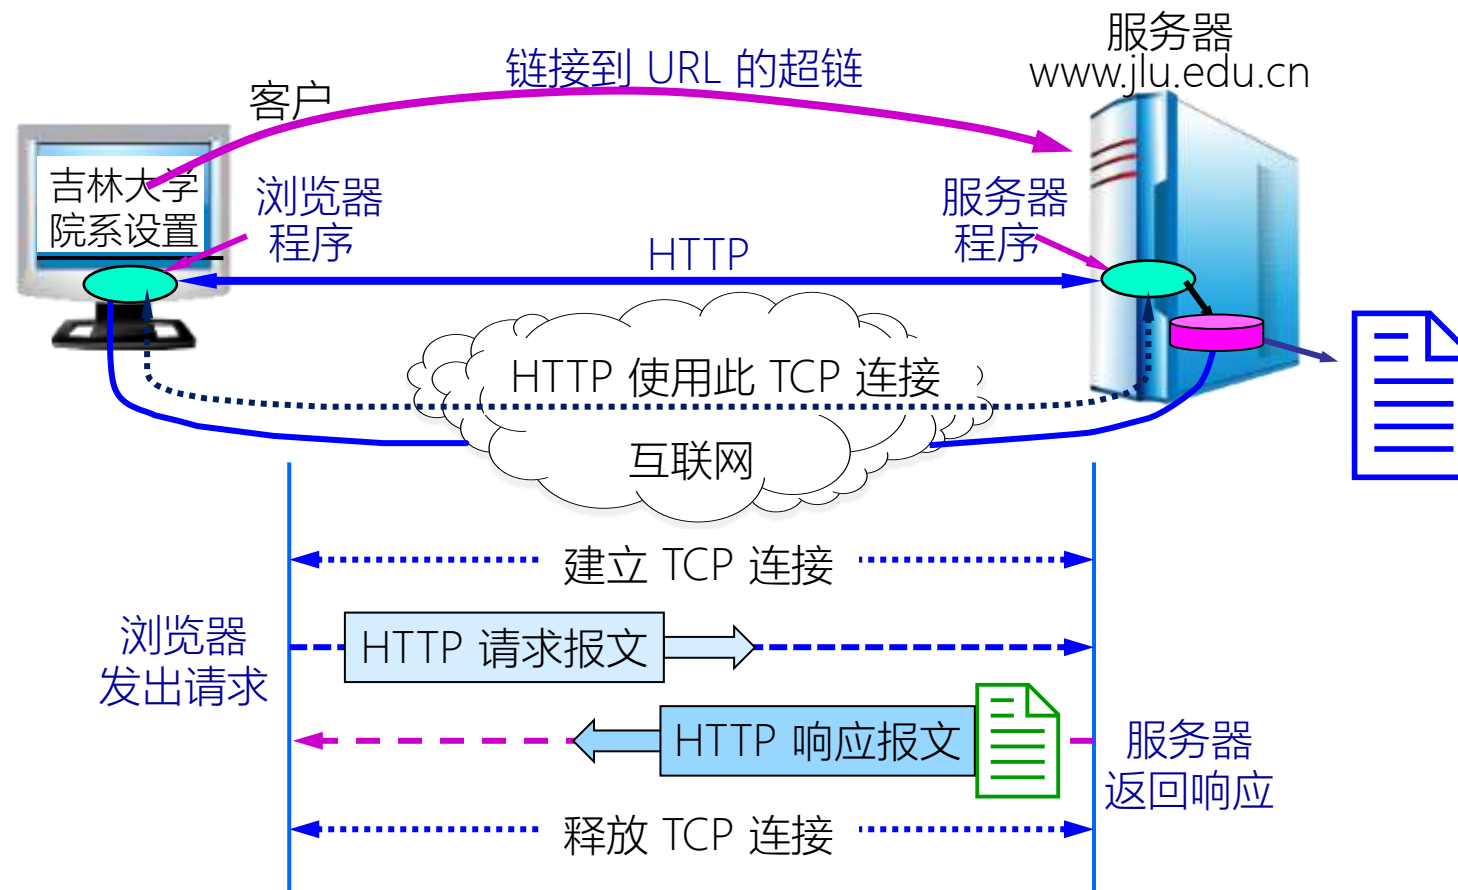 服务器
www.jlu.edu.cn
链接到 URL 的超链
客户
吉林大学
院系设置
浏览器
程序
服务器
程序
HTTP
HTTP 使用此 TCP 连接
互联网
建立 TCP 连接
浏览器
发出请求
HTTP 请求报文
HTTP 响应报文
服务器
返回响应
释放 TCP 连接